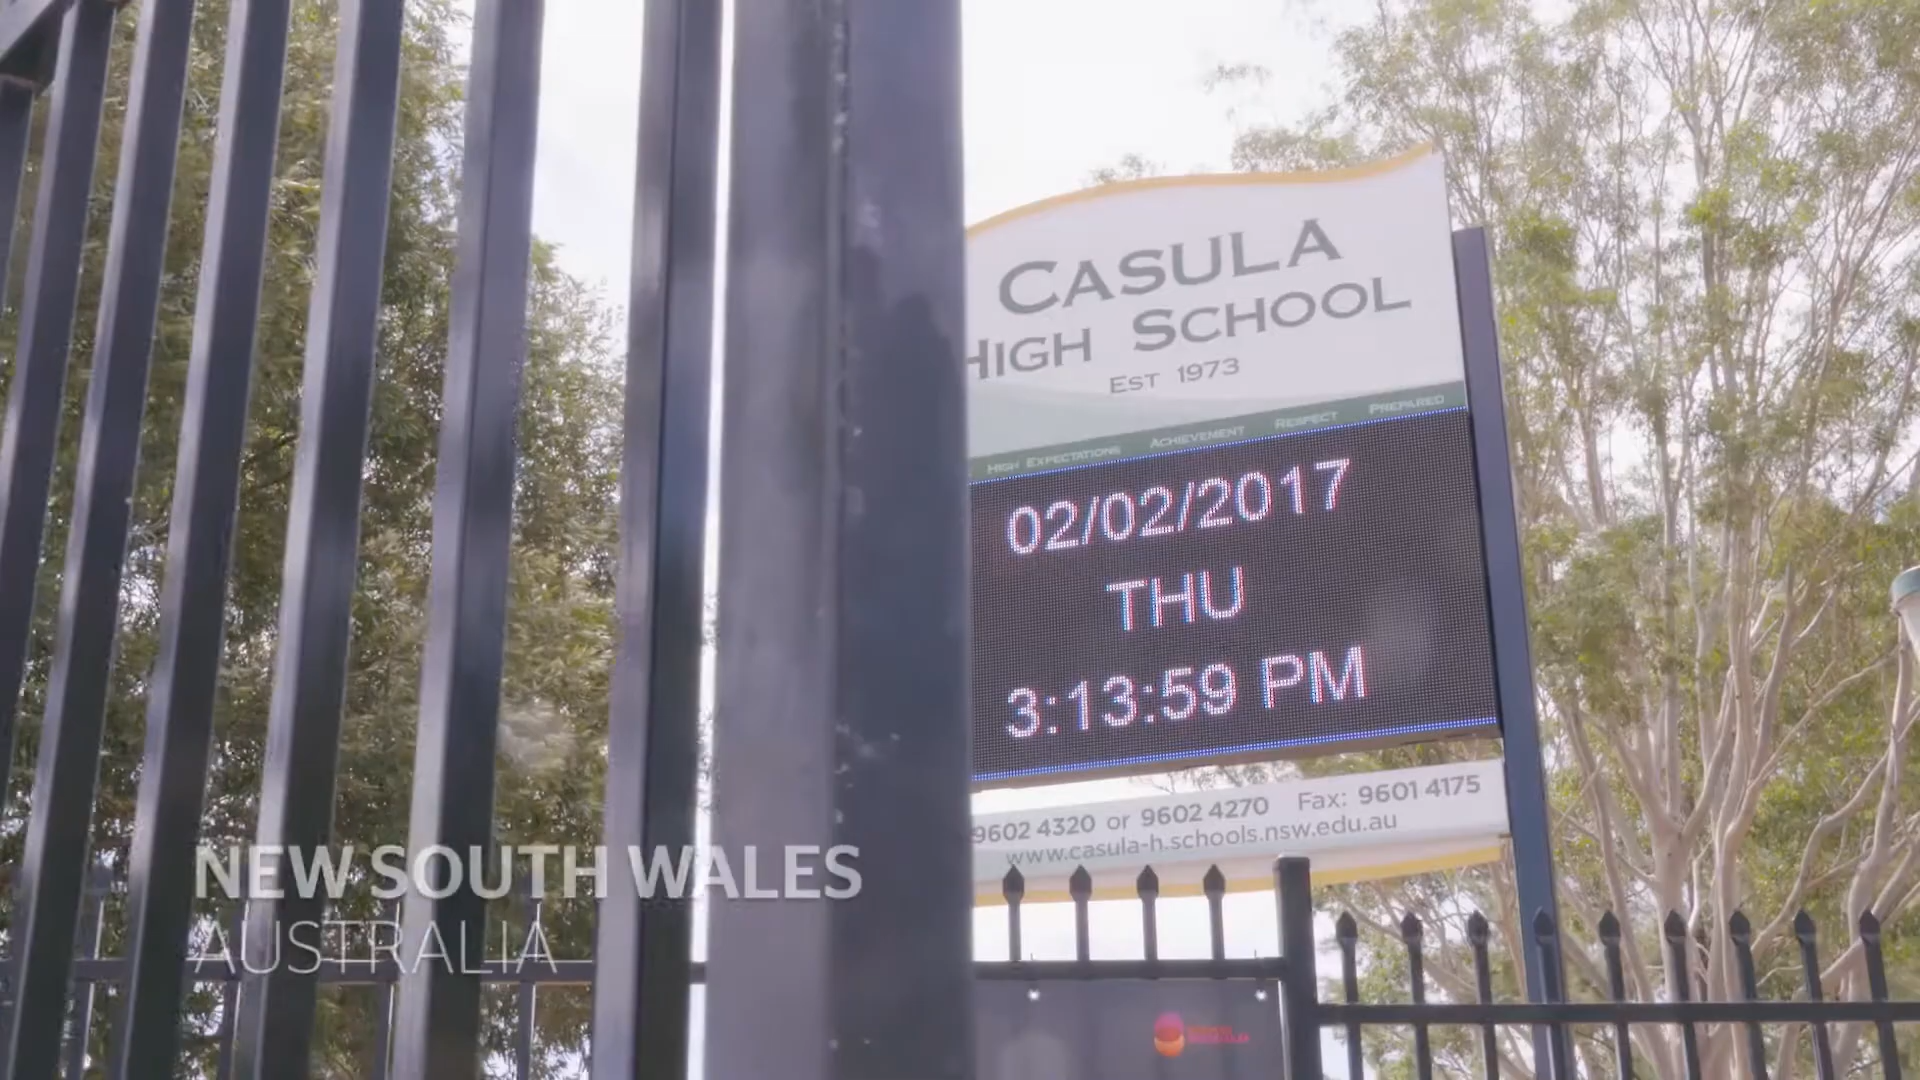 CASULA
HIGH SCHOOL
EST 1973
HIGH EXPECTATIONS ACHIEVEMENT RESPECT PREPARED
02/02/2017
THU
3:13:59 PM
9602 4320 or 9602 4270 Fax: 9601 4175
www.casula-h.schools.nsw.edu.au
NEW SOUTH WALES
AUSTRALIA